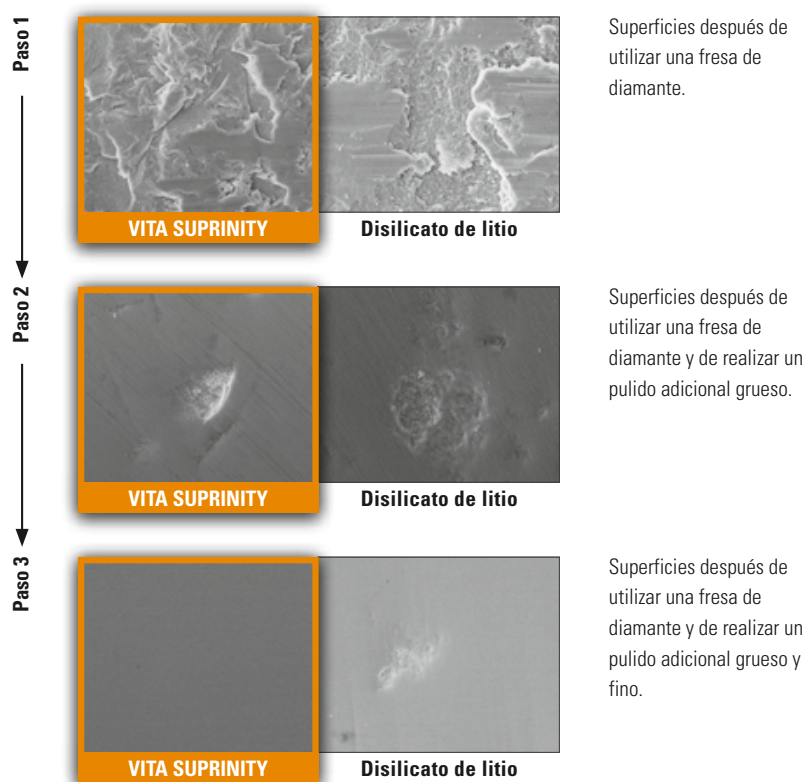 Paso 1
Superficies después de
utilizar una fresa de
diamante.
VITA SUPRINITY
Disilicato de litio
Paso 2
Superficies después de
utilizar una fresa de
diamante y de realizar un
pulido adicional grueso.
VITA SUPRINITY
Disilicato de litio
Paso 3
Superficies después de
utilizar una fresa de
diamante y de realizar un
pulido adicional grueso y
fino.
VITA SUPRINITY
Disilicato de litio